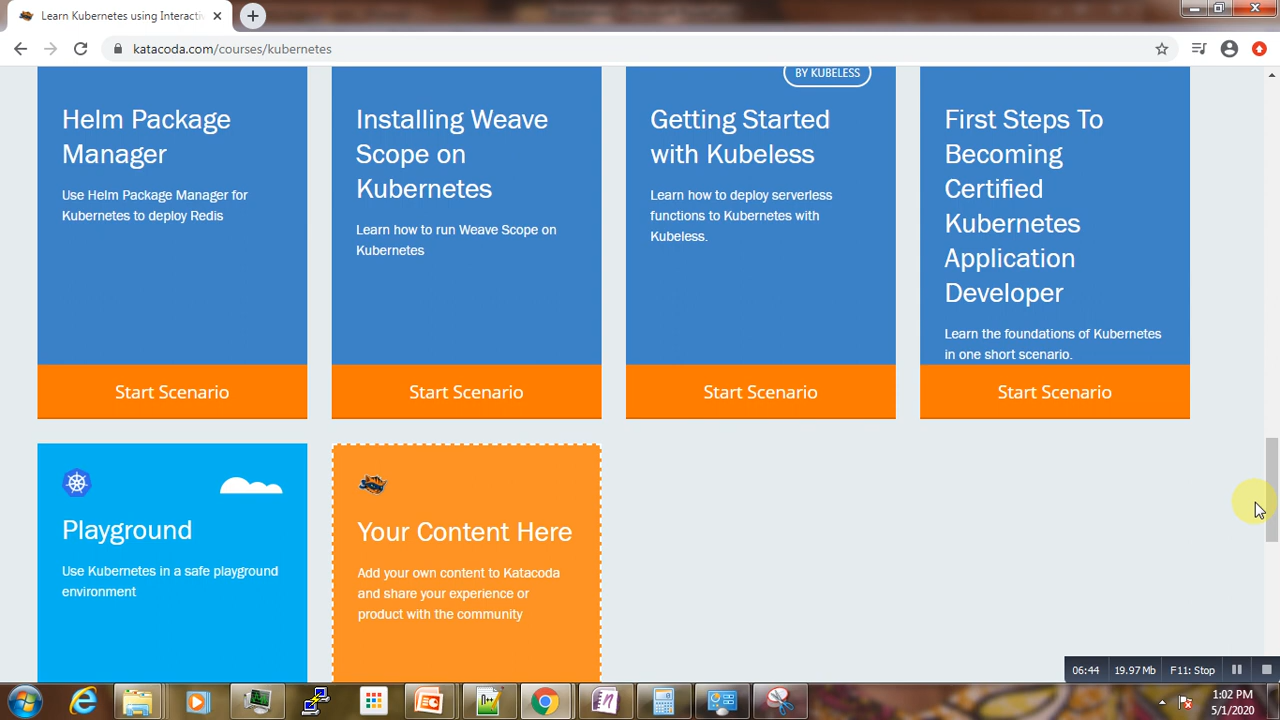 Learn Kubernetes using Interacti
katacoda.com/courses/kubernetes
BY KUBELESS
Helm Package
Manager
Use Helm Package Manager for
Kubernetes to deploy Redis
Start Scenario
Installing Weave
Scope on
Kubernetes
Learn how to run Weave Scope on
Kubernetes
Start Scenario
Getting Started
with Kubeless
Learn how to deploy serverless
functions to Kubernetes with
Kubeless.
Start Scenario
First Steps To
Becoming
Certified
Kubernetes
Application
Developer
Learn the foundations of Kubernetes
in one short scenario.
Start Scenario
Playground
Use Kubernetes in a safe playground
environment
Your Content Here
Add your own content to Katacoda
and share your experience or
product with the community
06:44 19.97 Mb F11: Stop
1:02 PM
5/1/2020